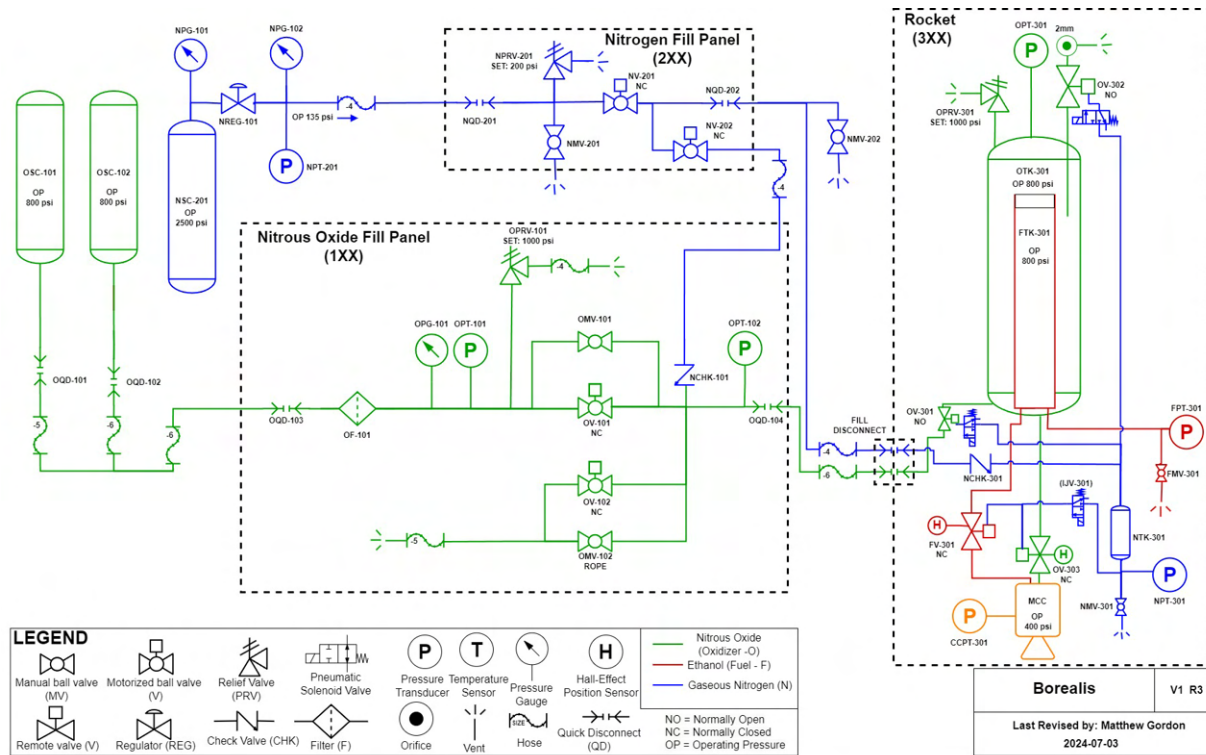 NPG-101
NPG-102
NREG-101
-4
OP 135 psi
NPT-201
P
OSC-101
OP
800 psi
OSC-102
OP
800 psi
NSC-201
OP
2500 psi
Nitrogen Fill Panel
(2XX)
NPRV-201
SET: 200 psi
NV-201
NC
NQD-201
NQD-202
NMV-201
NV-202
NC
NMV-202
-4
Nitrous Oxide Fill Panel
(1XX)
OPRV-101
SET: 1000 psi
-4
OPG-101
OPT-101
P
OMV-101
OPT-102
P
NCHK-101
OQD-101
OQD-102
-5
-6
-6
OQD-103
OF-101
OV-101
NC
OQD-104
OV-102
NC
-5
OMV-102
ROPE
-4
-6
FILL
DISCONNECT
Rocket
(3XX)
OPT-301
P
2mm
OV-302
NO
OPRV-301
SET: 1000 psi
OTK-301
OP 800 psi
FTK-301
OP
800 psi
OV-301
NO
NCHK-301
FPT-301
P
FMV-301
(IJV-301)
H
FV-301
NC
H
OV-303
NC
NTK-301
P
NPT-301
NMV-301
MCC
OP
400 psi
P
CCPT-301
LEGEND
Manual ball valve
(MV)
Motorized ball valve
(V)
Relief Valve
(PRV)
Pneumatic
Solenoid Valve
P
Pressure
Transducer
T
Temperature
Sensor
Pressure
Gauge
H
Hall-Effect
Position Sensor
Remote valve (V)
Regulator (REG)
Check Valve (CHK)
Filter (F)
Orifice
Vent
SIZE
Hose
Quick Disconnect
(QD)
Nitrous Oxide
(Oxidizer -O)
Ethanol (Fuel - F)
Gaseous Nitrogen (N)
NO = Normally Open
NC = Normally Closed
OP = Operating Pressure
Borealis
V1 R3
Last Revised by: Matthew Gordon
2024-07-03